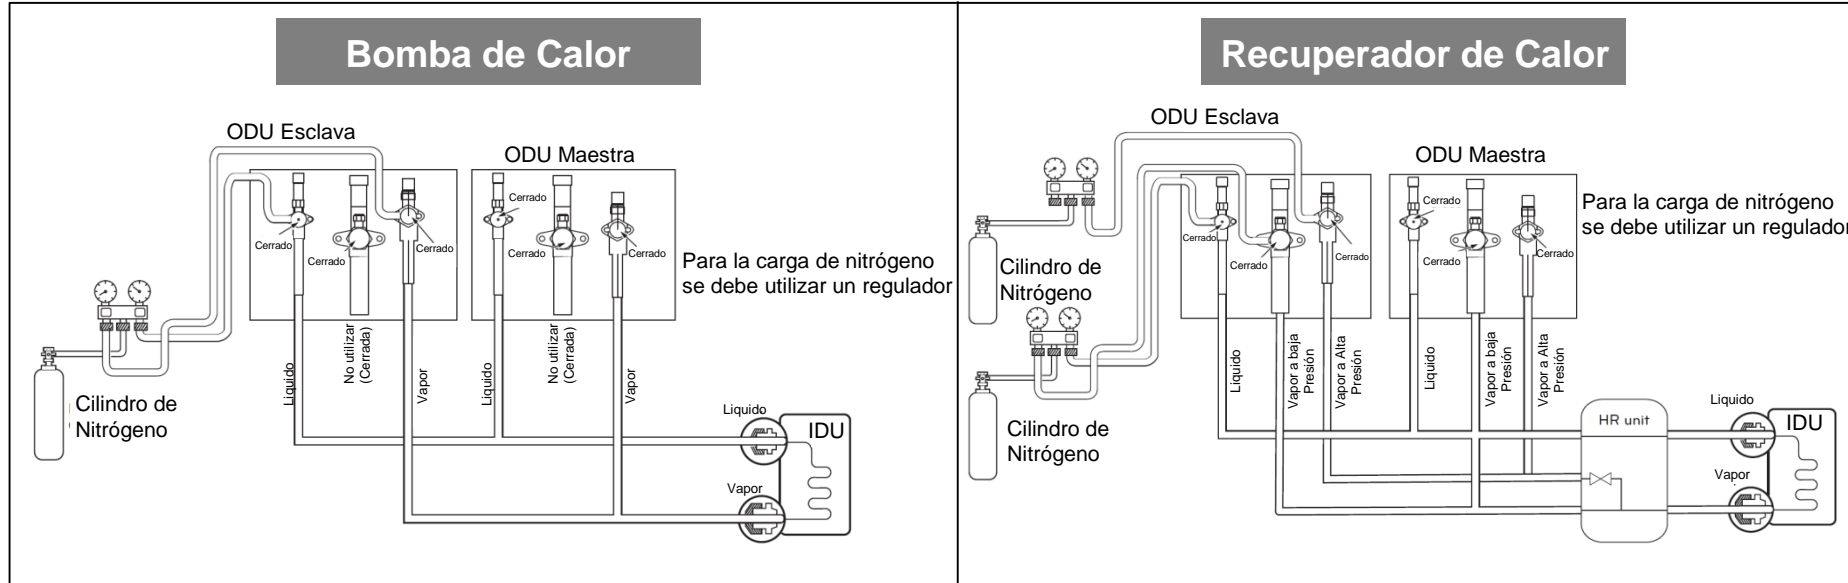 Bomba de Calor
ODU Esclava
ODU Maestra
Cerrado
Cerrado
Cerrado
Cerrado
Cerrado
Cerrado
Cerrado
Para la carga de nitrógeno
se debe utilizar un regulador
Liquido
No utilizar
(Cerrada)
Vapor
Liquido
No utilizar
(Cerrada)
Vapor
Cilindro de
Nitrógeno
Liquido
IDU
Vapor
Recuperador de Calor
ODU Esclava
ODU Maestra
Cerrado
Cerrado
Cerrado
Cerrado
Cerrado
Cerrado
Para la carga de nitrógeno
se debe utilizar un regulador
Cilindro de
Nitrógeno
Liquido
Vapor a baja
Presión
Vapor a Alta
Presión
Liquido
Vapor a baja
Presión
Vapor a Alta
Presión
Cilindro de
Nitrógeno
HR unit
Liquido
IDU
Vapor